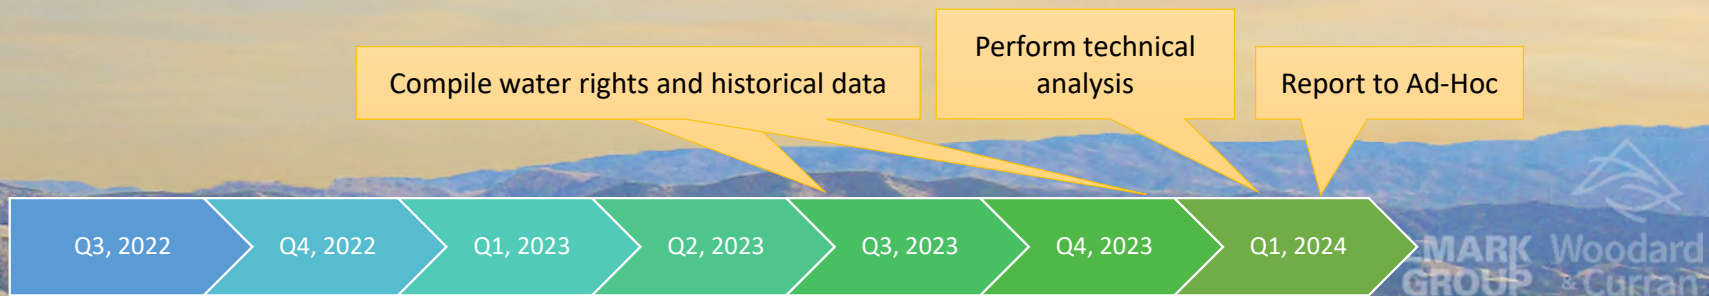 Perform technical
analysis
Compile water rights and historical data
Report to Ad-Hoc
Q3, 2022
Q4, 2022
Q1, 2023
Q2, 2023
Q3, 2023
Q4, 2023
Q1, 2024
MARK
GROUP
Woodard
& Curran